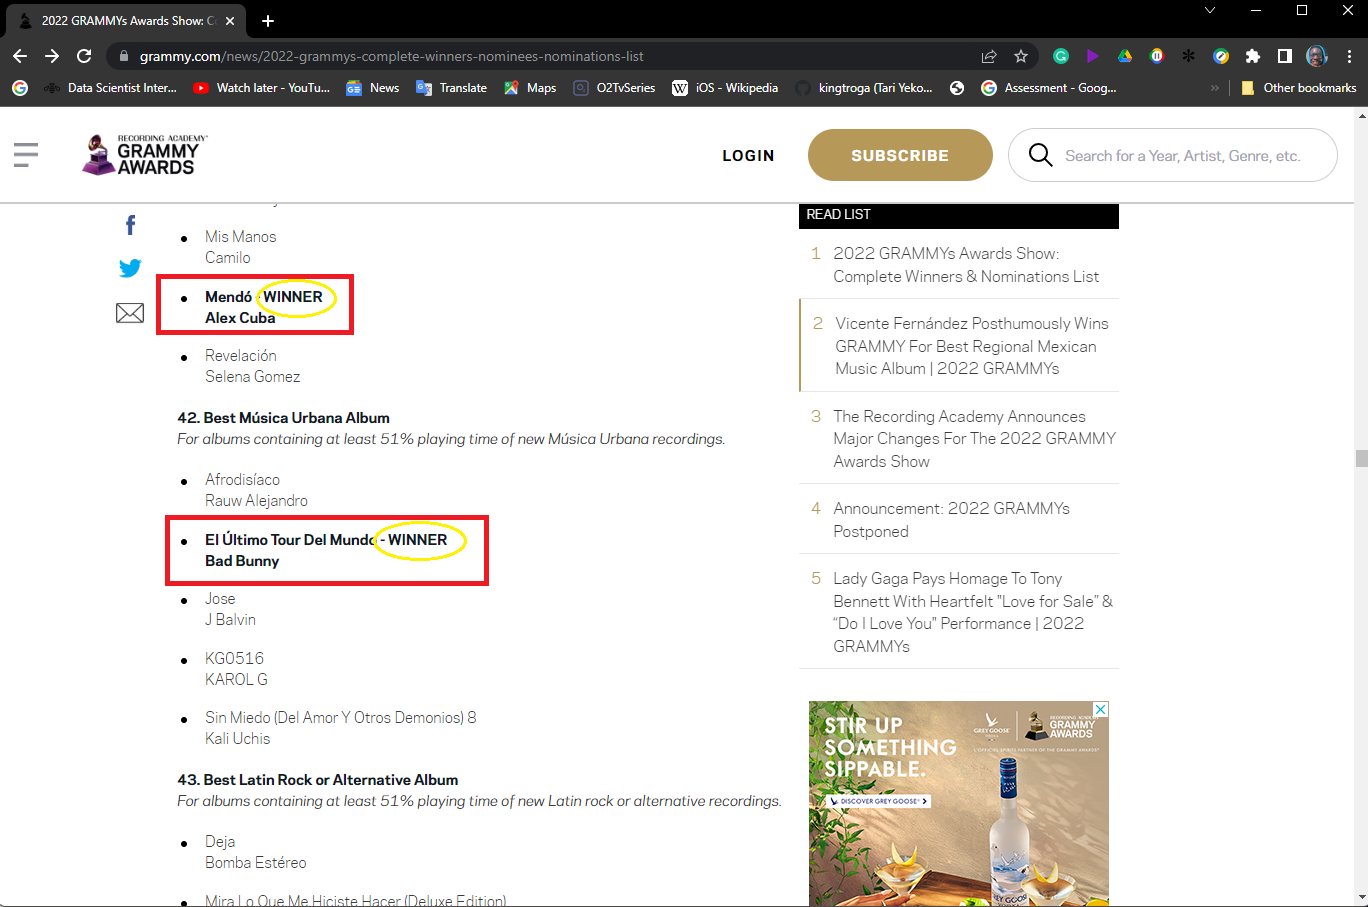 2022 GRAMMYs Awards Show: Co
grammy.com/news/2022-grammys-complete-winners-nominees-nominations-list
Data Scientist Inter...
Watch later - YouTu...
News
Translate
Maps
O2TvSeries
iOS - Wikipedia
kingtroga (Tari Yeko...
Assessment - Goog...
»
Other bookmarks
RECORDING ACADEMY
GRAMMY
AWARDS
LOGIN
SUBSCRIBE
Search for a Year, Artist, Genre, etc.
Mis Manos
Camilo
Mendó - WINNER
Alex Cuba
Revelación
Selena Gomez
42. Best Música Urbana Album
For albums containing at least 51% playing time of new Música Urbana recordings.
Afrodisíaco
Rauw Alejandro
El Último Tour Del Mundo - WINNER
Bad Bunny
Jose
J Balvin
KG0516
KAROL G
Sin Miedo (Del Amor Y Otros Demonios) 8
Kali Uchis
43. Best Latin Rock or Alternative Album
For albums containing at least 51% playing time of new Latin rock or alternative recordings.
Deja
Bomba Estéreo
Mira Lo Que Me Hiciste Hacer (Deluxe Edition)
READ LIST
1 2022 GRAMMYs Awards Show:
Complete Winners & Nominations List
2 Vicente Fernández Posthumously Wins
GRAMMY For Best Regional Mexican
Music Album | 2022 GRAMMYs
3 The Recording Academy Announces
Major Changes For The 2022 GRAMMY
Awards Show
4 Announcement: 2022 GRAMMYs
Postponed
5 Lady Gaga Pays Homage To Tony
Bennett With Heartfelt "Love for Sale” &
“Do I Love You" Performance | 2022
GRAMMYs
STIR UP
SOMETHING
SIPPABLE.
GREY GOOSE
RECORDING ACADEMY
GRAMMY
AWARDS
L'OFFICIEL SPIRITS PARTNER OF THE GRAMMY AWARDS
DISCOVER GREY GOOSE
GREY GOOSE